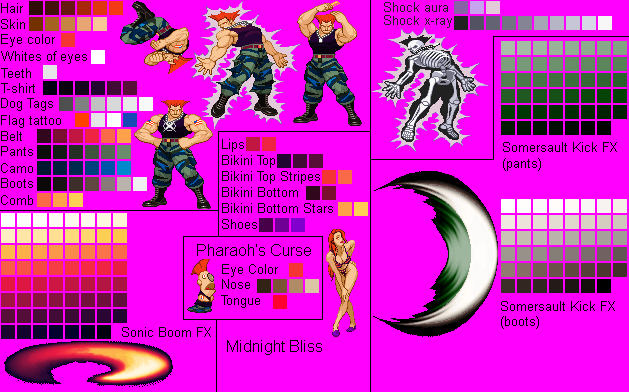 Hair
Skin
Eye color
Whites of eyes
Teeth
T-shirt
Dog Tags
Flag tattoo
Belt
Pants
Camo
Boots
Comb
Shock aura
Shock x-ray
Somersault Kick FX
(pants)
Lips
Bikini Top
Bikini Top Stripes
Bikini Bottom
Bikini Bottom Stars
Shoes
Pharaoh's Curse
Eye Color
Nose
Tongue
Midnight Bliss
Sonic Boom FX
Somersault Kick FX
(boots)